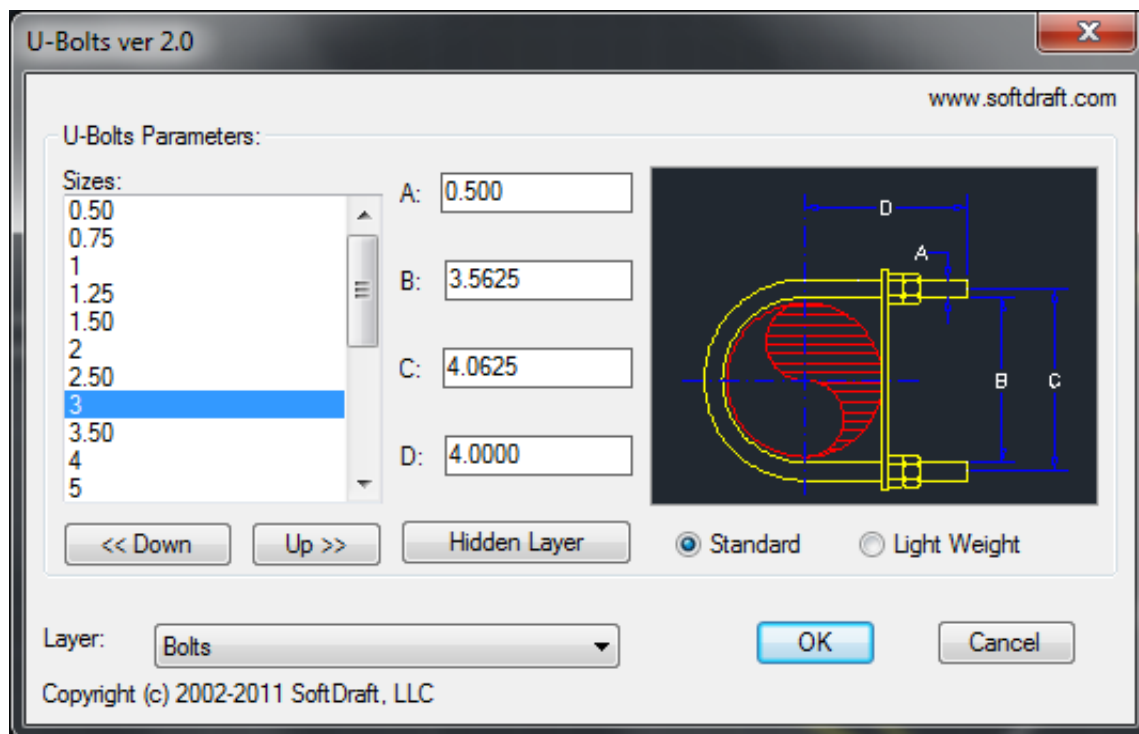 U-Bolts ver 2.0
www.softdraft.com
U-Bolts Parameters:
Sizes:
0.50
0.75
1
1.25
1.50
2
2.50
3
3.50
4
5
A: 0.500
B: 3.5625
C: 4.0625
D: 4.0000
D
A
B
C
<< Down
Up >>
Hidden Layer
Standard
Light Weight
Layer: Bolts
OK
Cancel
Copyright (c) 2002-2011 SoftDraft, LLC